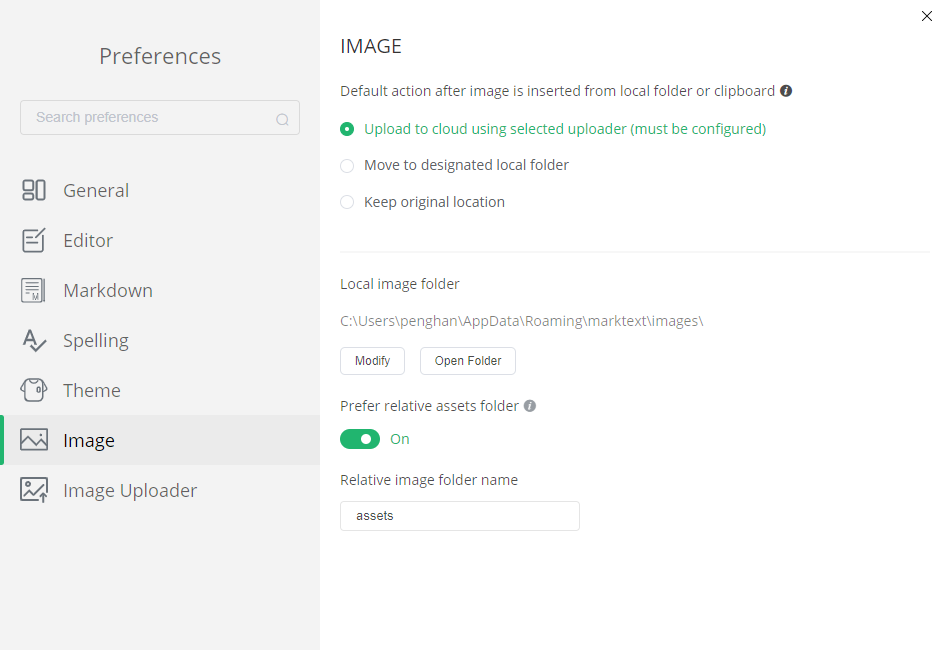 Preferences
Search preferences
General
Editor
Markdown
Spelling
Theme
Image
Image Uploader
IMAGE
Default action after image is inserted from local folder or clipboard
Upload to cloud using selected uploader (must be configured)
Move to designated local folder
Keep original location
Local image folder
C:\Users\penghan\AppData\Roaming\marktext\images\
Modify
Open Folder
Prefer relative assets folder
On
Relative image folder name
assets